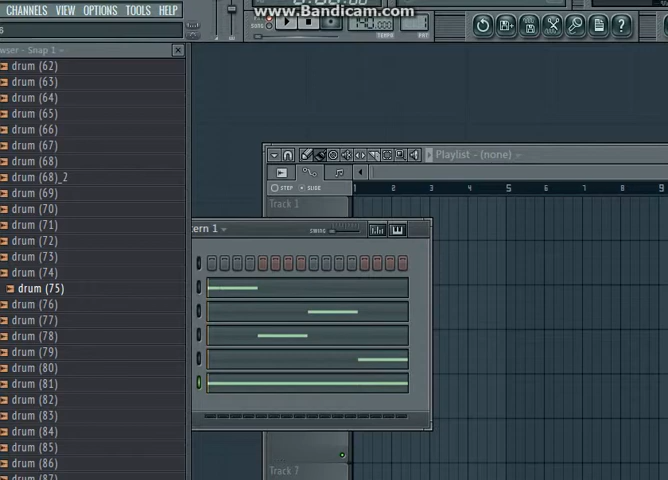 CHANNELS VIEW OPTIONS TOOLS HELP
www.Bandicam.com
TEMPO
PAT
wser - Snap 1
drum (62)
drum (63)
drum (64)
drum (65)
drum (66)
drum (67)
drum (68)
drum (68)_2
drum (69)
drum (70)
drum (71)
drum (72)
drum (73)
drum (74)
drum (75)
drum (76)
drum (77)
drum (78)
drum (79)
drum (80)
drum (81)
drum (82)
drum (83)
drum (84)
drum (85)
drum (86)
drum (87)
Playlist - (none)
STEP SLIDE
1 2 3 4 5 6 7 8 9
Track 1
tern 1
SWING
Track 7